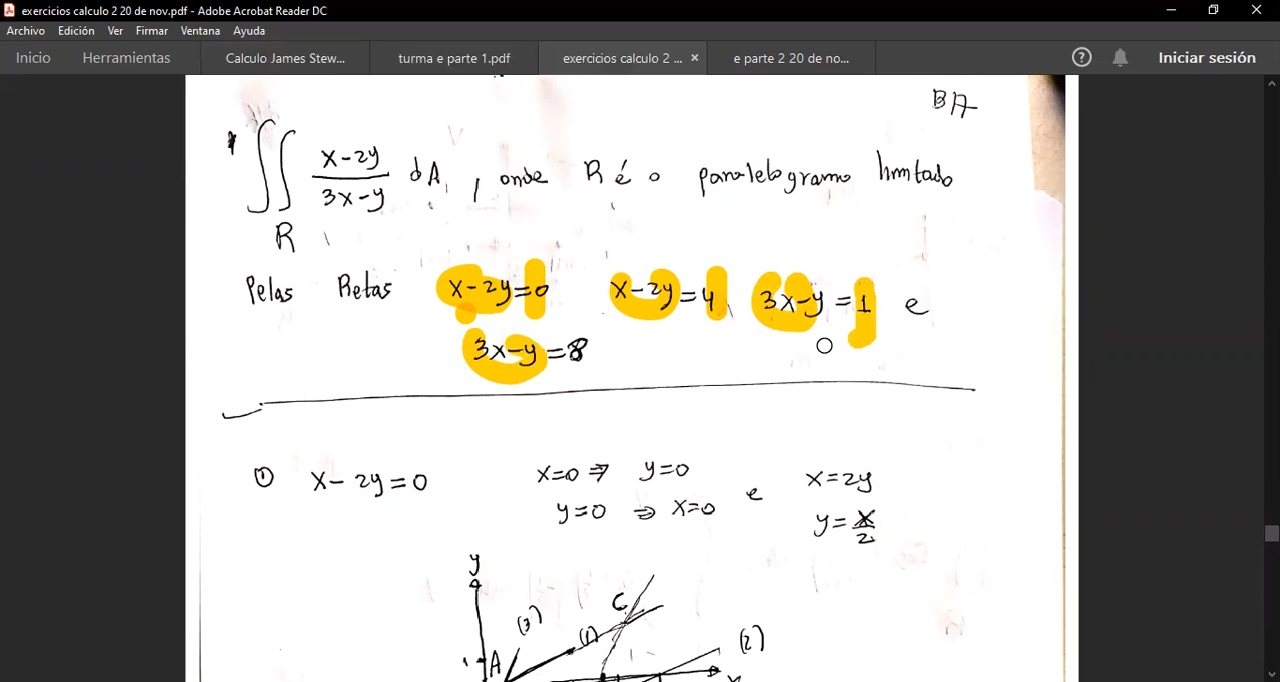 exercicios calculo 2 20 de nov.pdf - Adobe Acrobat Reader DC
Archivo Edición Ver Firmar Ventana Ayuda
Inicio Herramientas Calculo James Stew... turma e parte 1.pdf exercicios calculo 2 ... × e parte 2 20 de no... Iniciar sesión
∬R (x-2y)/(3x-y) dA, onde R é o paralelogramo limitado
Pelas Retas x-2y=0 x-2y=4, 3x-y=1 e
3x-y=8
① x-2y=0 x=0 ⇒ y=0 e x=2y
y=0 ⇒ x=0 y=x/2
y
C
(3) (1) (2)
1 A
x